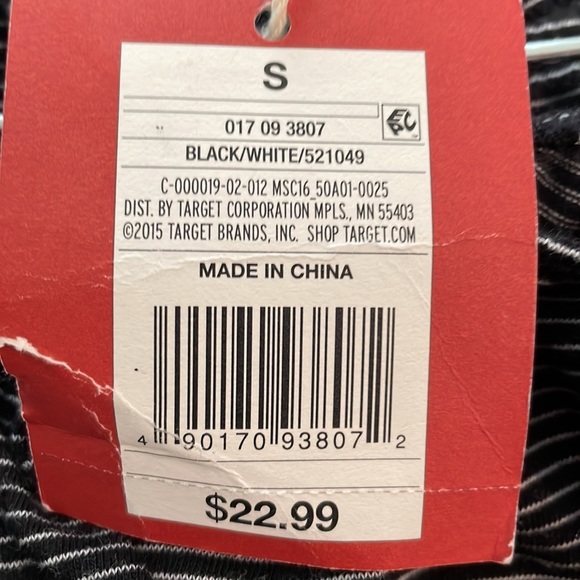 S
EPC
017 09 3807
BLACK/WHITE/521049
C-000019-02-012 MSC16_50A01-0025
DIST. BY TARGET CORPORATION MPLS., MN 55403
©2015 TARGET BRANDS, INC. SHOP TARGET.COM
MADE IN CHINA
4 90170 93807 2
$22.99